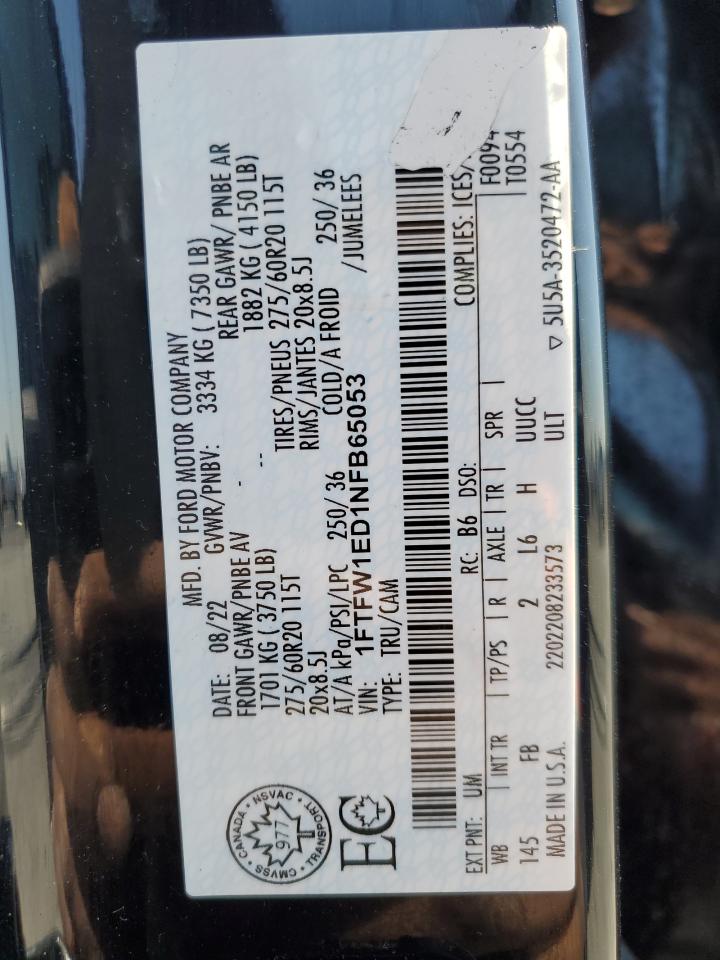 MFD. BY FORD MOTOR COMPANY
DATE: 08/22 GVWR/PNBV: 3334 KG ( 7350 LB)
FRONT GAWR/PNBE AV - REAR GAWR/ PNBE AR
1701 KG ( 3750 LB) -- 1882 KG ( 4150 LB)
275/60R20 115T TIRES/PNEUS 275/60R20 115T
20x8.5J RIMS/JANTES 20x8.5J
AT/A kPa/PSI/LPC 250/ 36 COLD/A FROID 250/ 36
VIN: 1FTFW1ED1NFB65053 /JUMELEES
TYPE: TRU/CAM
CANADA • NSVAC • TRANSPORT • CMVSS •
977
T
EC
EXT PNT: UM RC: B6 DSO: COMPLIES: ICES/
WB | INT TR | TP/PS | R | AXLE | TR | SPR | F0094
145 FB 2 L6 H UUCC T0554
MADE IN U.S.A. 2202208233573 ULT ▽ 5U5A-3520472-AA